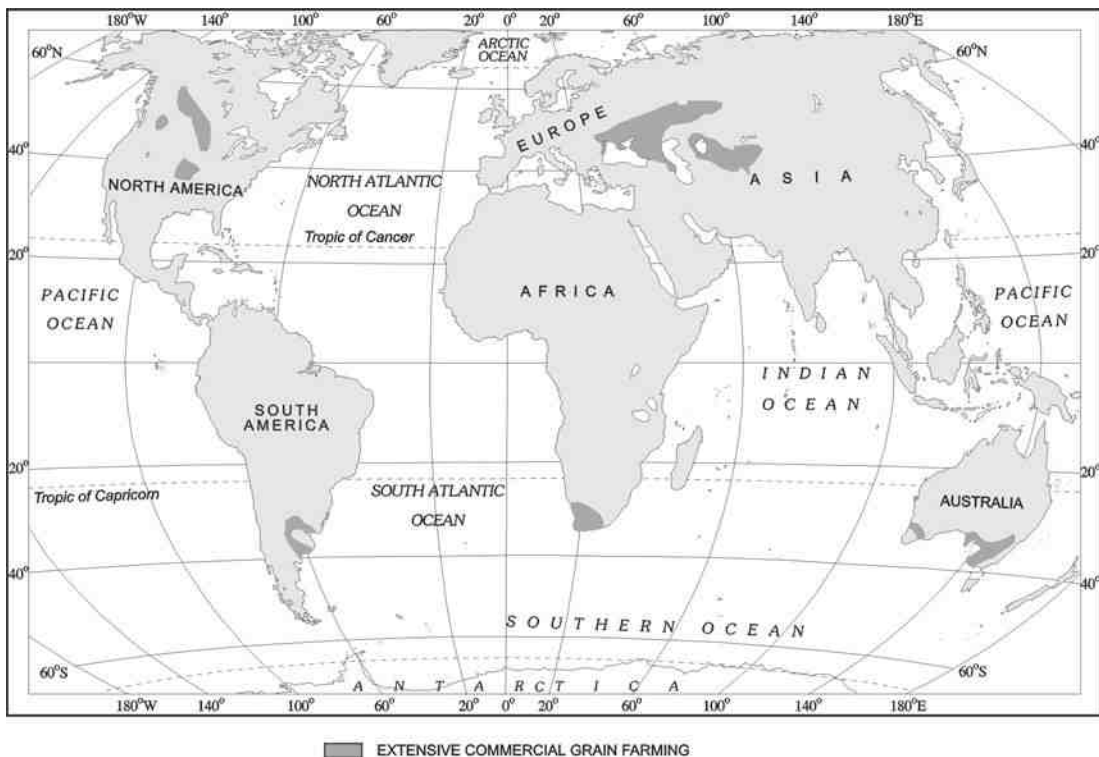 180°W 140° 100° 60° 20° 0° 20° 60° 100° 140° 180°E
60°N
60°N
ARCTIC
OCEAN
EUROPE
40°
40°
ASIA
NORTH AMERICA
NORTH ATLANTIC
OCEAN
Tropic of Cancer
20°
20°
AFRICA
PACIFIC
OCEAN
PACIFIC
OCEAN
INDIAN
OCEAN
SOUTH
AMERICA
20°
20°
Tropic of Capricorn
SOUTH ATLANTIC
OCEAN
AUSTRALIA
40°
40°
SOUTHERN OCEAN
60°S
60°S
ANTARCTICA
180°W 140° 100° 60° 20° 0° 20° 60° 100° 140° 180°E
EXTENSIVE COMMERCIAL GRAIN FARMING